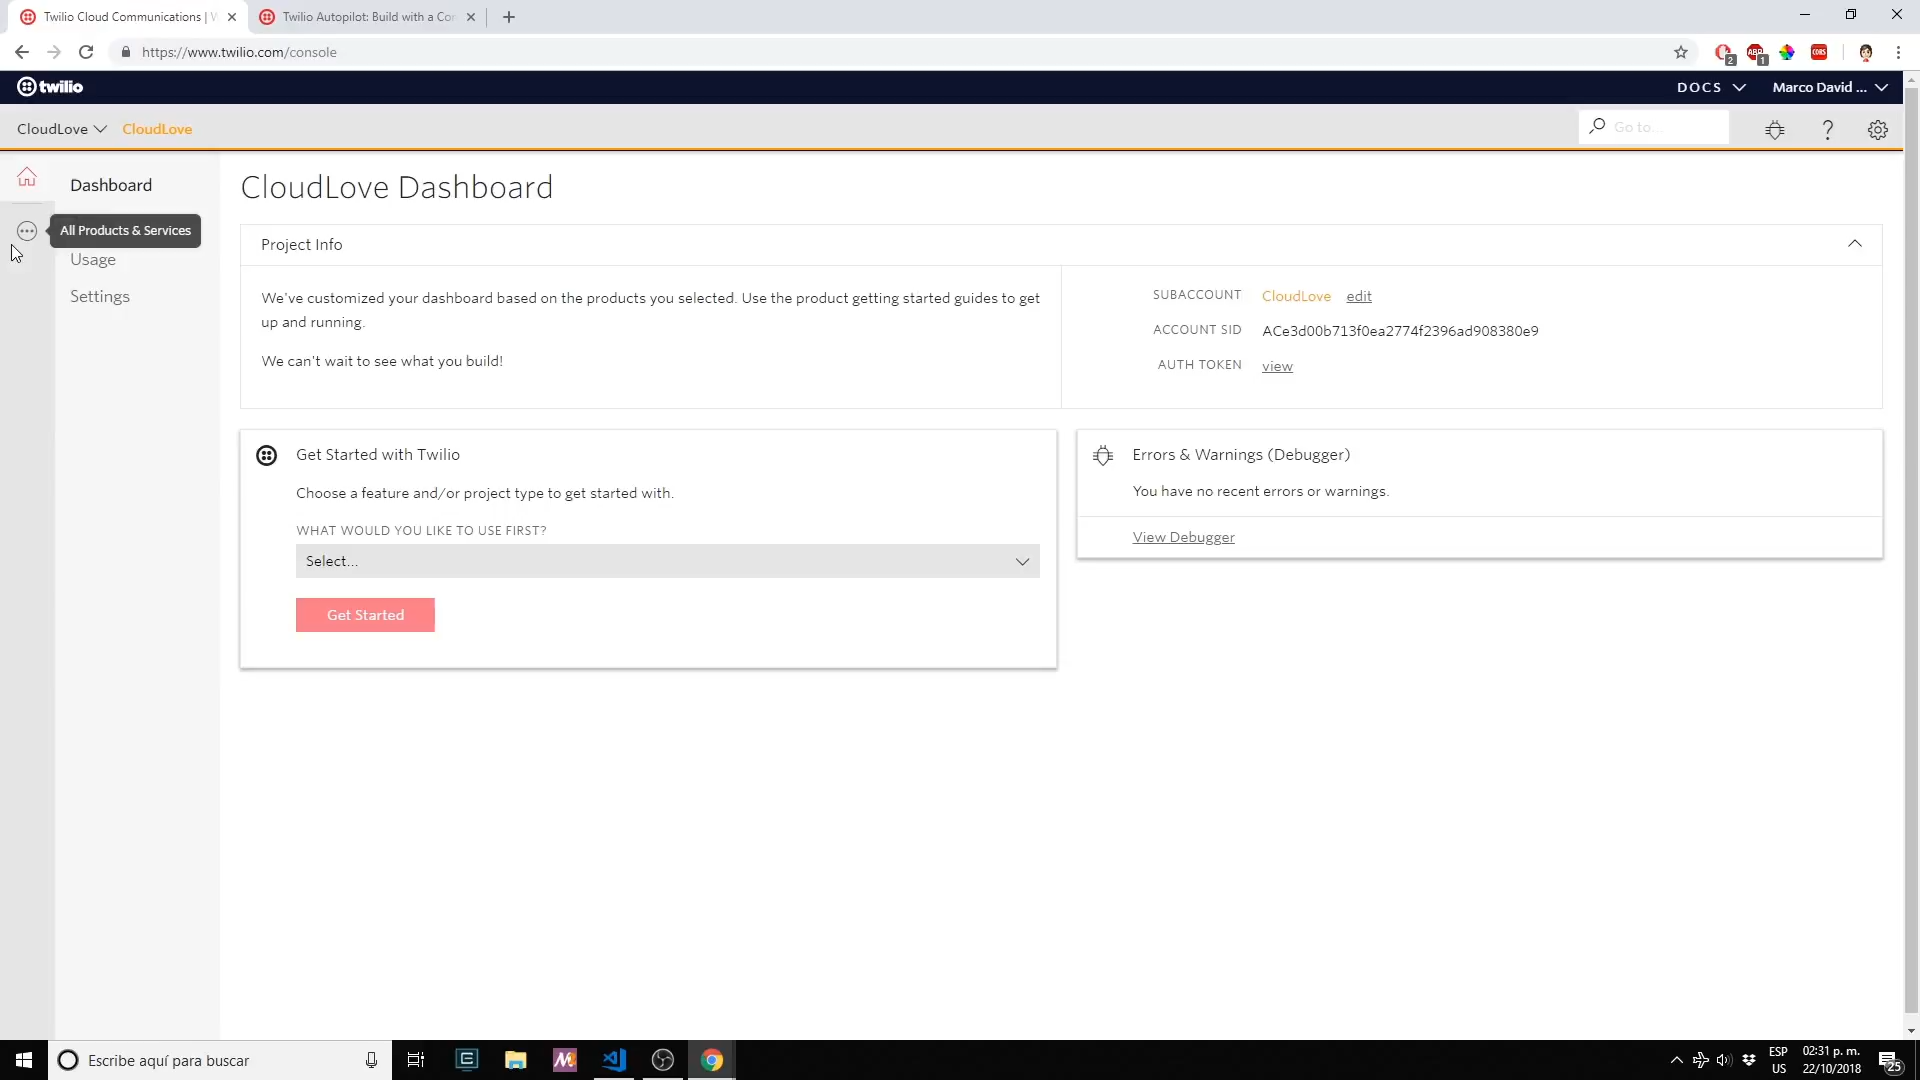 Twilio Cloud Communications | W
Twilio Autopilot: Build with a Con
https://www.twilio.com/console
2
ABP
1
CORS
twilio
DOCS
Marco David ...
CloudLove
CloudLove
Go to...
?
Dashboard
All Products & Services
Usage
Settings
CloudLove Dashboard
Project Info
We've customized your dashboard based on the products you selected. Use the product getting started guides to get
up and running.
We can't wait to see what you build!
SUBACCOUNT CloudLove edit
ACCOUNT SID ACe3d00b713f0ea2774f2396ad908380e9
AUTH TOKEN view
Get Started with Twilio
Choose a feature and/or project type to get started with.
WHAT WOULD YOU LIKE TO USE FIRST?
Select...
Get Started
Errors & Warnings (Debugger)
You have no recent errors or warnings.
View Debugger
Escribe aquí para buscar
ESP
US
02:31 p. m.
22/10/2018
25